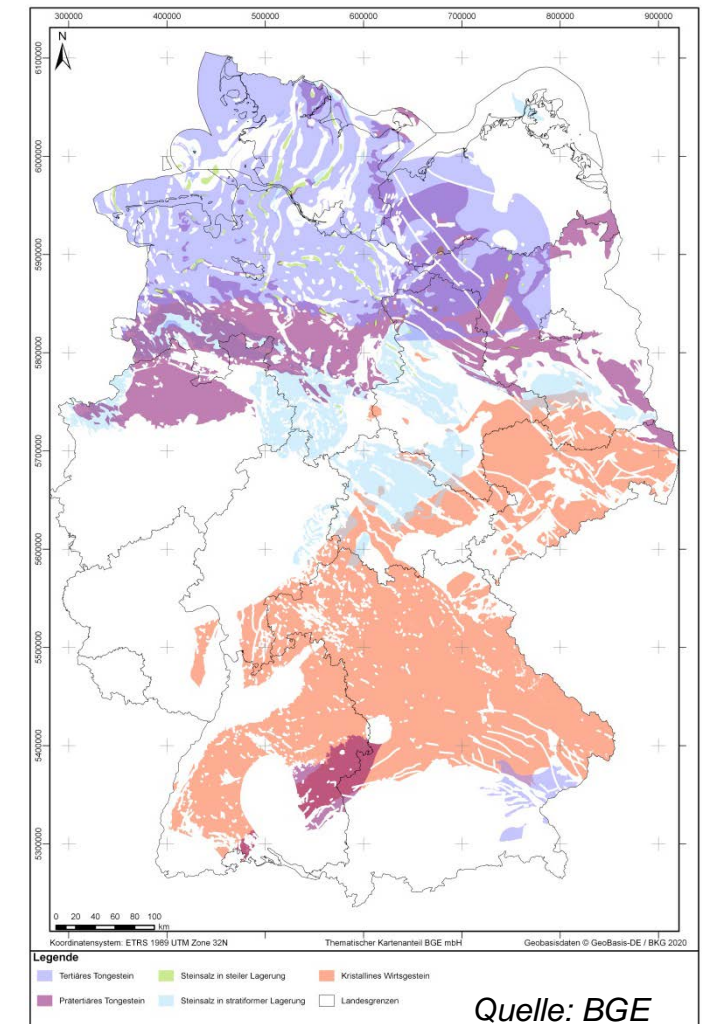 300000 400000 500000 600000 700000 800000 900000
N
6100000
6000000
5900000
5800000
5700000
5600000
5500000
5400000
5300000
0 20 40 60 80 100
km
Koordinatensystem: ETRS 1989 UTM Zone 32N Thematischer Kartenanteil BGE mbH Geobasisdaten © GeoBasis-DE / BKG 2020
Legende
Tertiäres Tongestein Steinsalz in steiler Lagerung Kristallines Wirtsgestein
Prätertiäres Tongestein Steinsalz in stratiformer Lagerung Landesgrenzen
Quelle: BGE